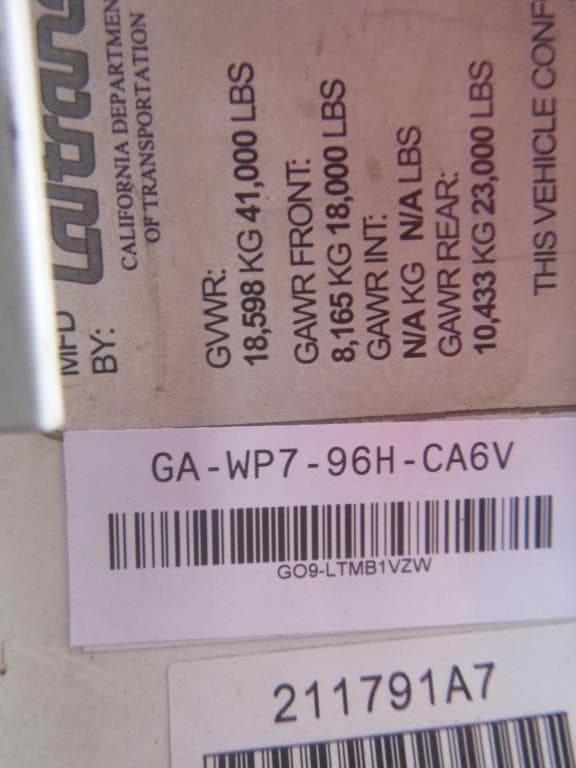 MFD
BY:
Caltrans
CALIFORNIA DEPARTMEN
OF TRANSPORTATION
GVWR:
18,598 KG 41,000 LBS
GAWR FRONT:
8,165 KG 18,000 LBS
GAWR INT:
N/A KG N/A LBS
GAWR REAR:
10,433 KG 23,000 LBS
THIS VEHICLE CONF
GA-WP7-96H-CA6V
GO9-LTMB1VZW
211791A7